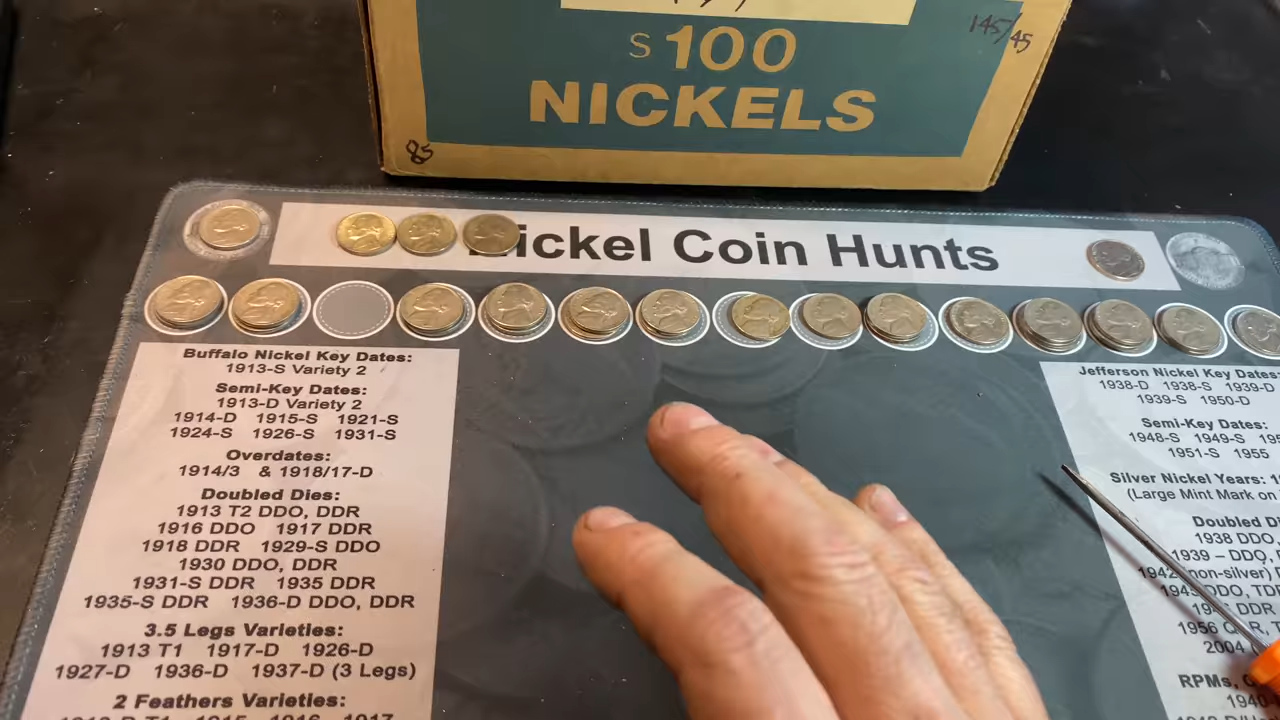 $100
NICKELS
145/45
85
Nickel Coin Hunts
Buffalo Nickel Key Dates:
1913-S Variety 2
Semi-Key Dates:
1913-D Variety 2
1914-D 1915-S 1921-S
1924-S 1926-S 1931-S
Overdates:
1914/3 & 1918/17-D
Doubled Dies:
1913 T2 DDO, DDR
1916 DDO 1917 DDR
1918 DDR 1929-S DDO
1930 DDO, DDR
1931-S DDR 1935 DDR
1935-S DDR 1936-D DDO, DDR
3.5 Legs Varieties:
1913 T1 1917-D 1926-D
1927-D 1936-D 1937-D (3 Legs)
2 Feathers Varieties:
Jefferson Nickel Key Dates:
1938-D 1938-S 1939-D
1939-S 1950-D
Semi-Key Dates:
1948-S 1949-S
1951-S 1955
Silver Nickel Years:
(Large Mint Mark on
Doubled
1938 DDO,
1939 – DDO,
(non-silver)
DDO,
DDR
1956
2004
RPMs,
1940